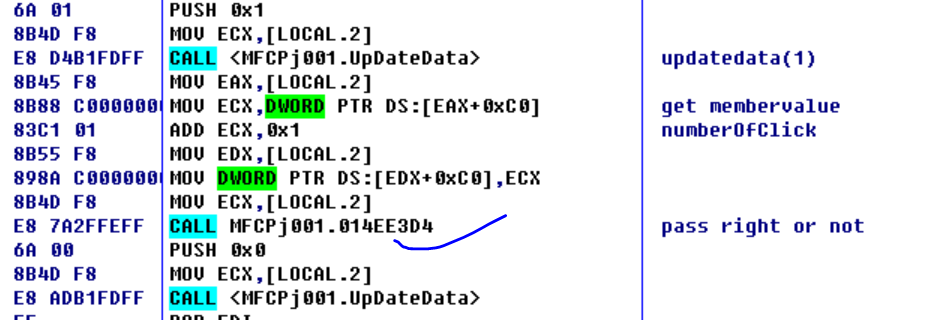 6A 01 PUSH 0x1
8B4D F8 MOV ECX,[LOCAL.2]
E8 D4B1FDFF CALL <MFCPj001.UpDateData> updatedata(1)
8B45 F8 MOV EAX,[LOCAL.2]
8B88 C0000000 MOV ECX,DWORD PTR DS:[EAX+0xC0] get membervalue
83C1 01 ADD ECX,0x1 numberOfClick
8B55 F8 MOV EDX,[LOCAL.2]
898A C0000000 MOV DWORD PTR DS:[EDX+0xC0],ECX
8B4D F8 MOV ECX,[LOCAL.2]
E8 7A2FFEFF CALL MFCPj001.014EE3D4 pass right or not
6A 00 PUSH 0x0
8B4D F8 MOV ECX,[LOCAL.2]
E8 ADB1FDFF CALL <MFCPj001.UpDateData>